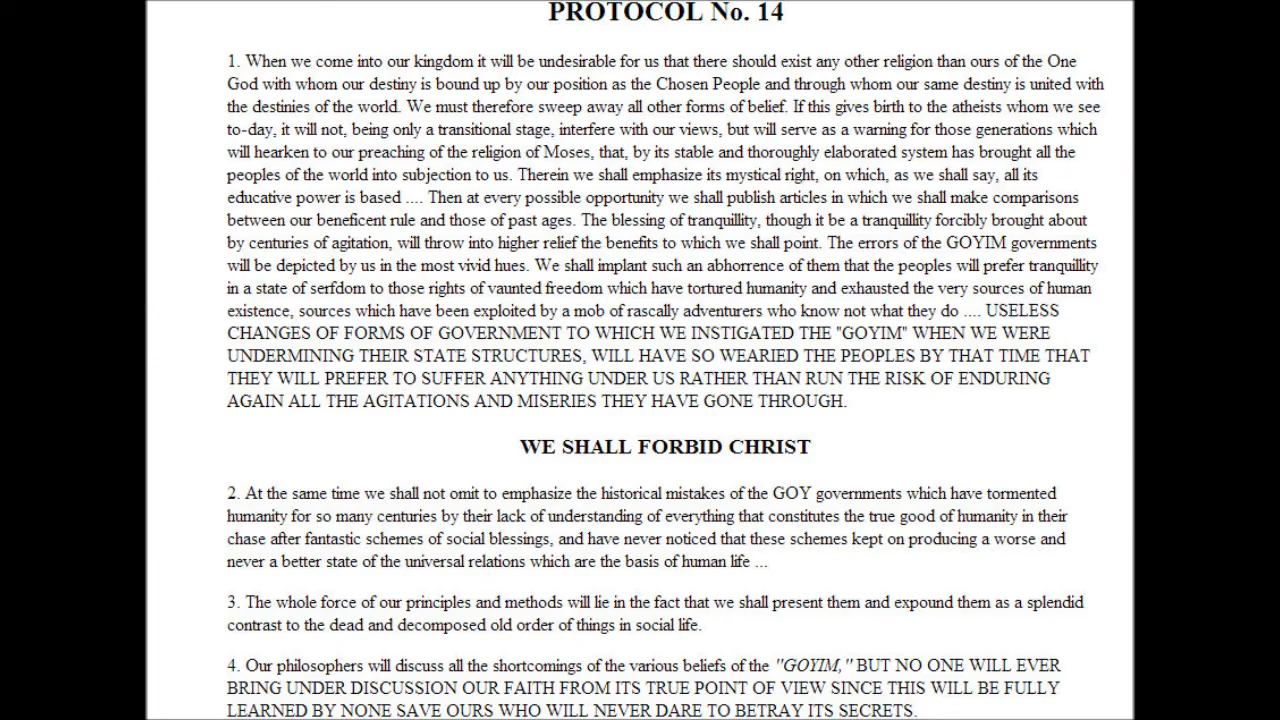 PROTOCOL No. 14
1. When we come into our kingdom it will be undesirable for us that there should exist any other religion than ours of the One
God with whom our destiny is bound up by our position as the Chosen People and through whom our same destiny is united with
the destinies of the world. We must therefore sweep away all other forms of belief. If this gives birth to the atheists whom we see
to-day, it will not, being only a transitional stage, interfere with our views, but will serve as a warning for those generations which
will hearken to our preaching of the religion of Moses, that, by its stable and thoroughly elaborated system has brought all the
peoples of the world into subjection to us. Therein we shall emphasize its mystical right, on which, as we shall say, all its
educative power is based .... Then at every possible opportunity we shall publish articles in which we shall make comparisons
between our beneficent rule and those of past ages. The blessing of tranquillity, though it be a tranquillity forcibly brought about
by centuries of agitation, will throw into higher relief the benefits to which we shall point. The errors of the GOYIM governments
will be depicted by us in the most vivid hues. We shall implant such an abhorrence of them that the peoples will prefer tranquillity
in a state of serfdom to those rights of vaunted freedom which have tortured humanity and exhausted the very sources of human
existence, sources which have been exploited by a mob of rascally adventurers who know not what they do .... USELESS
CHANGES OF FORMS OF GOVERNMENT TO WHICH WE INSTIGATED THE "GOYIM" WHEN WE WERE
UNDERMINING THEIR STATE STRUCTURES, WILL HAVE SO WEARIED THE PEOPLES BY THAT TIME THAT
THEY WILL PREFER TO SUFFER ANYTHING UNDER US RATHER THAN RUN THE RISK OF ENDURING
AGAIN ALL THE AGITATIONS AND MISERIES THEY HAVE GONE THROUGH.
WE SHALL FORBID CHRIST
2. At the same time we shall not omit to emphasize the historical mistakes of the GOY governments which have tormented
humanity for so many centuries by their lack of understanding of everything that constitutes the true good of humanity in their
chase after fantastic schemes of social blessings, and have never noticed that these schemes kept on producing a worse and
never a better state of the universal relations which are the basis of human life ...
3. The whole force of our principles and methods will lie in the fact that we shall present them and expound them as a splendid
contrast to the dead and decomposed old order of things in social life.
4. Our philosophers will discuss all the shortcomings of the various beliefs of the "GOYIM," BUT NO ONE WILL EVER
BRING UNDER DISCUSSION OUR FAITH FROM ITS TRUE POINT OF VIEW SINCE THIS WILL BE FULLY
LEARNED BY NONE SAVE OURS WHO WILL NEVER DARE TO BETRAY ITS SECRETS.